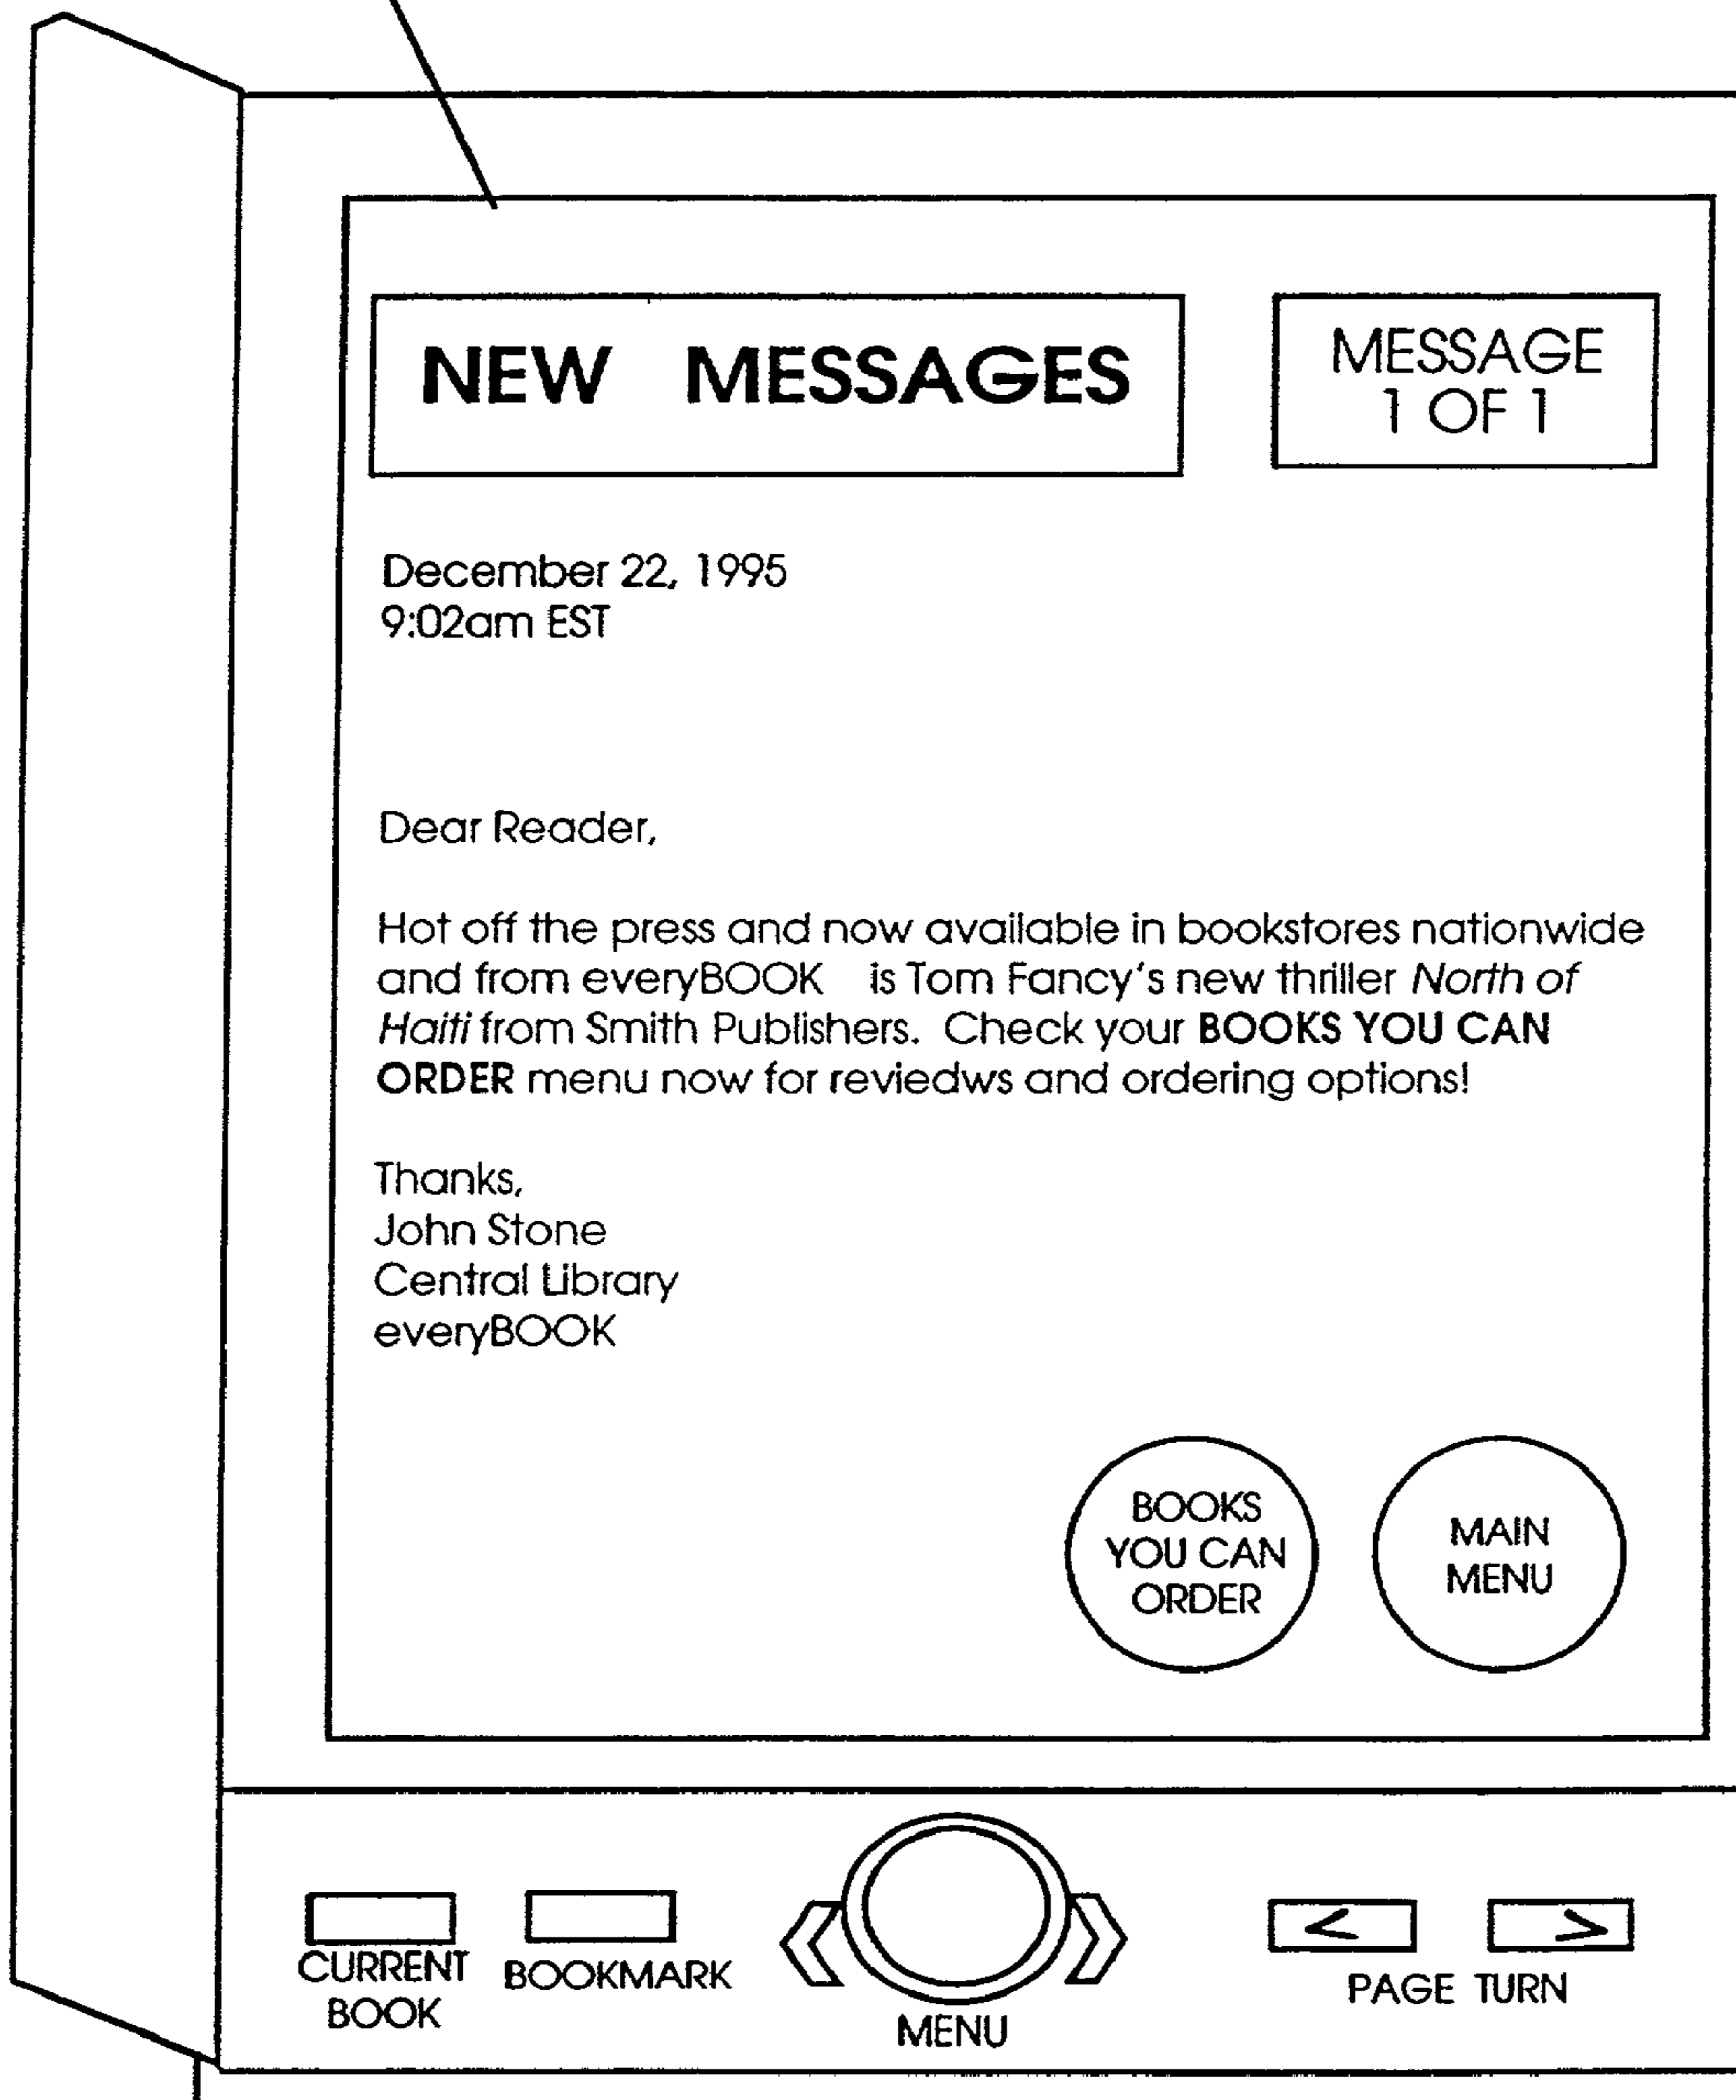 NEW MESSAGES
MESSAGE
1 OF 1
December 22, 1995
9:02am EST
Dear Reader,
Hot off the press and now available in bookstores nationwide
and from everyBOOK is Tom Fancy's new thriller North of
Haiti from Smith Publishers. Check your BOOKS YOU CAN
ORDER menu now for reviedws and ordering options!
Thanks,
John Stone
Central Library
everyBOOK
BOOKS
YOU CAN
ORDER
MAIN
MENU
CURRENT
BOOK
BOOKMARK
MENU
< >
PAGE TURN